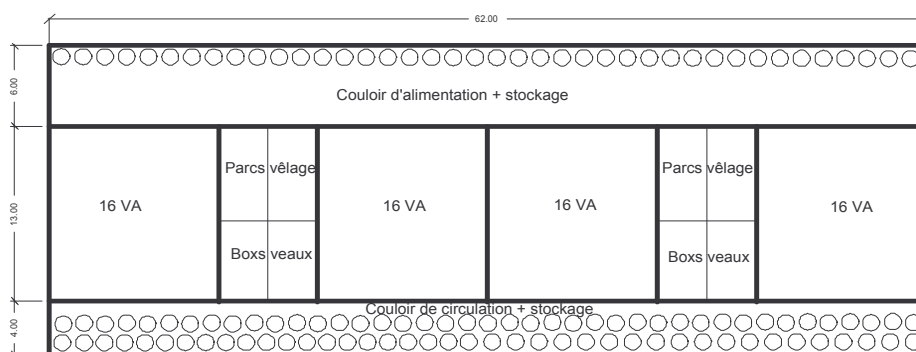 62.00
6.00
Couloir d'alimentation + stockage
13.00
Parcs vêlage
Parcs vêlage
16 VA
16 VA
16 VA
16 VA
Boxs veaux
Boxs veaux
Couloir de circulation + stockage
4.00